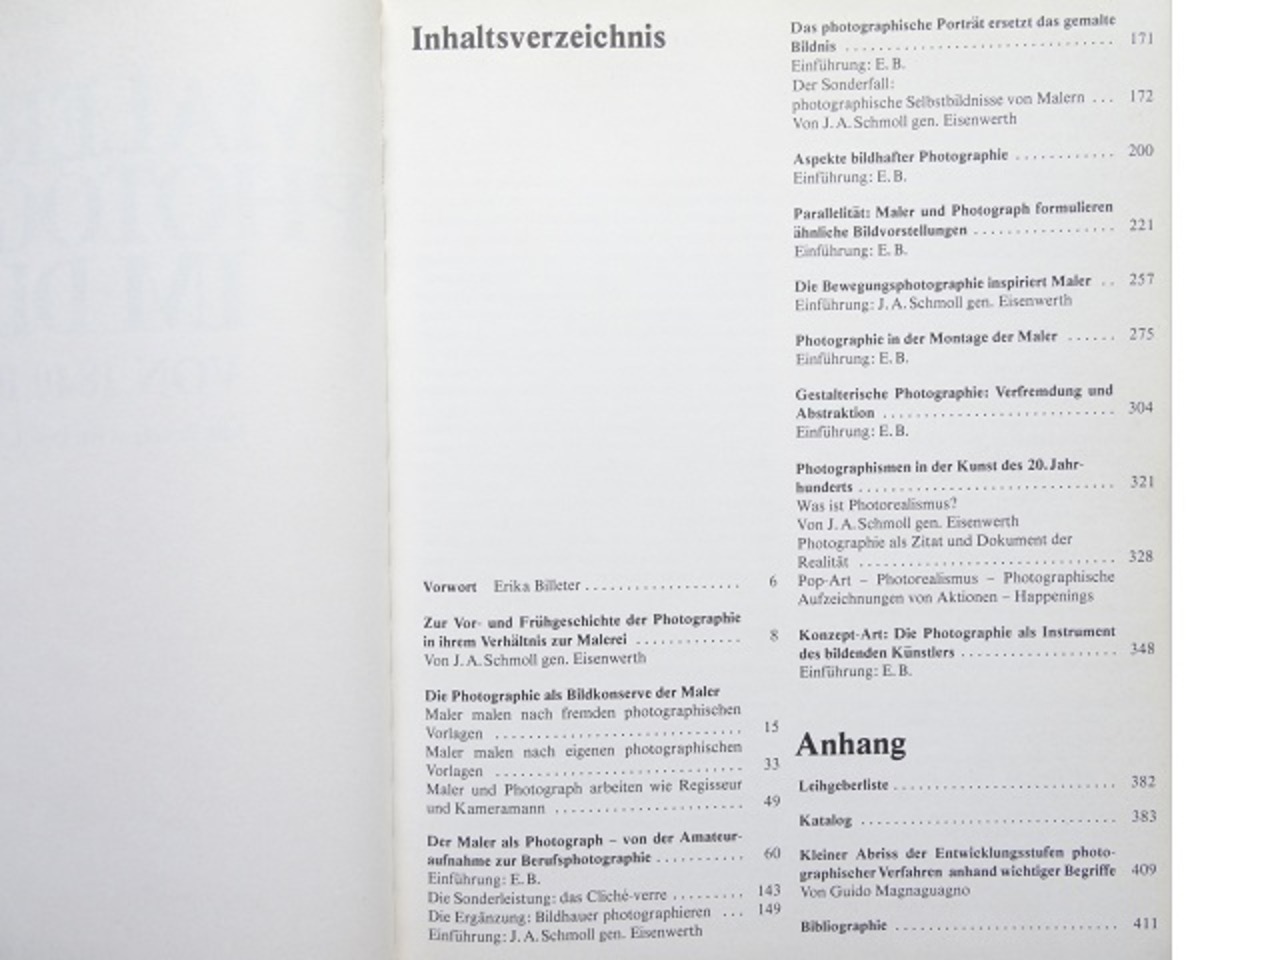 Inhaltsverzeichnis
Vorwort Erika Billeter . . . . . . . . . . . . . . . . . . 6
Zur Vor- und Frühgeschichte der Photographie
in ihrem Verhältnis zur Malerei . . . . . . . . . . . . 8
Von J. A. Schmoll gen. Eisenwerth
Die Photographie als Bildkonserve der Maler
Maler malen nach fremden photographischen
Vorlagen . . . . . . . . . . . . . . . . . . . . . . . . . . . . 15
Maler malen nach eigenen photographischen
Vorlagen . . . . . . . . . . . . . . . . . . . . . . . . . . . . 33
Maler und Photograph arbeiten wie Regisseur
und Kameramann . . . . . . . . . . . . . . . . . . . . . 49
Der Maler als Photograph – von der Amateur-
aufnahme zur Berufsphotographie . . . . . . . . . . 60
Einführung: E. B.
Die Sonderleistung: das Cliché-verre . . . . . . . . . 143
Die Ergänzung: Bildhauer photographieren . . . 149
Einführung: J. A. Schmoll gen. Eisenwerth
Das photographische Porträt ersetzt das gemalte
Bildnis . . . . . . . . . . . . . . . . . . . . . . . . . . . . . . 171
Einführung: E. B.
Der Sonderfall:
photographische Selbstbildnisse von Malern . . . 172
Von J. A. Schmoll gen. Eisenwerth
Aspekte bildhafter Photographie . . . . . . . . . . . . 200
Einführung: E. B.
Parallelität: Maler und Photograph formulieren
ähnliche Bildvorstellungen . . . . . . . . . . . . . . . . 221
Einführung: E. B.
Die Bewegungsphotographie inspiriert Maler . . 257
Einführung: J. A. Schmoll gen. Eisenwerth
Photographie in der Montage der Maler . . . . . . 275
Einführung: E. B.
Gestalterische Photographie: Verfremdung und
Abstraktion . . . . . . . . . . . . . . . . . . . . . . . . . . . 304
Einführung: E. B.
Photographismen in der Kunst des 20. Jahr-
hunderts . . . . . . . . . . . . . . . . . . . . . . . . . . . . . 321
Was ist Photorealismus?
Von J. A. Schmoll gen. Eisenwerth
Photographie als Zitat und Dokument der
Realität . . . . . . . . . . . . . . . . . . . . . . . . . . . . . 328
Pop-Art – Photorealismus – Photographische
Aufzeichnungen von Aktionen – Happenings
Konzept-Art: Die Photographie als Instrument
des bildenden Künstlers . . . . . . . . . . . . . . . . . . 348
Einführung: E. B.
Anhang
Leihgeberliste . . . . . . . . . . . . . . . . . . . . . . . . . 382
Katalog . . . . . . . . . . . . . . . . . . . . . . . . . . . . . 383
Kleiner Abriss der Entwicklungsstufen photo-
graphischer Verfahren anhand wichtiger Begriffe 409
Von Guido Magnaguagno
Bibliographie . . . . . . . . . . . . . . . . . . . . . . . . . 411